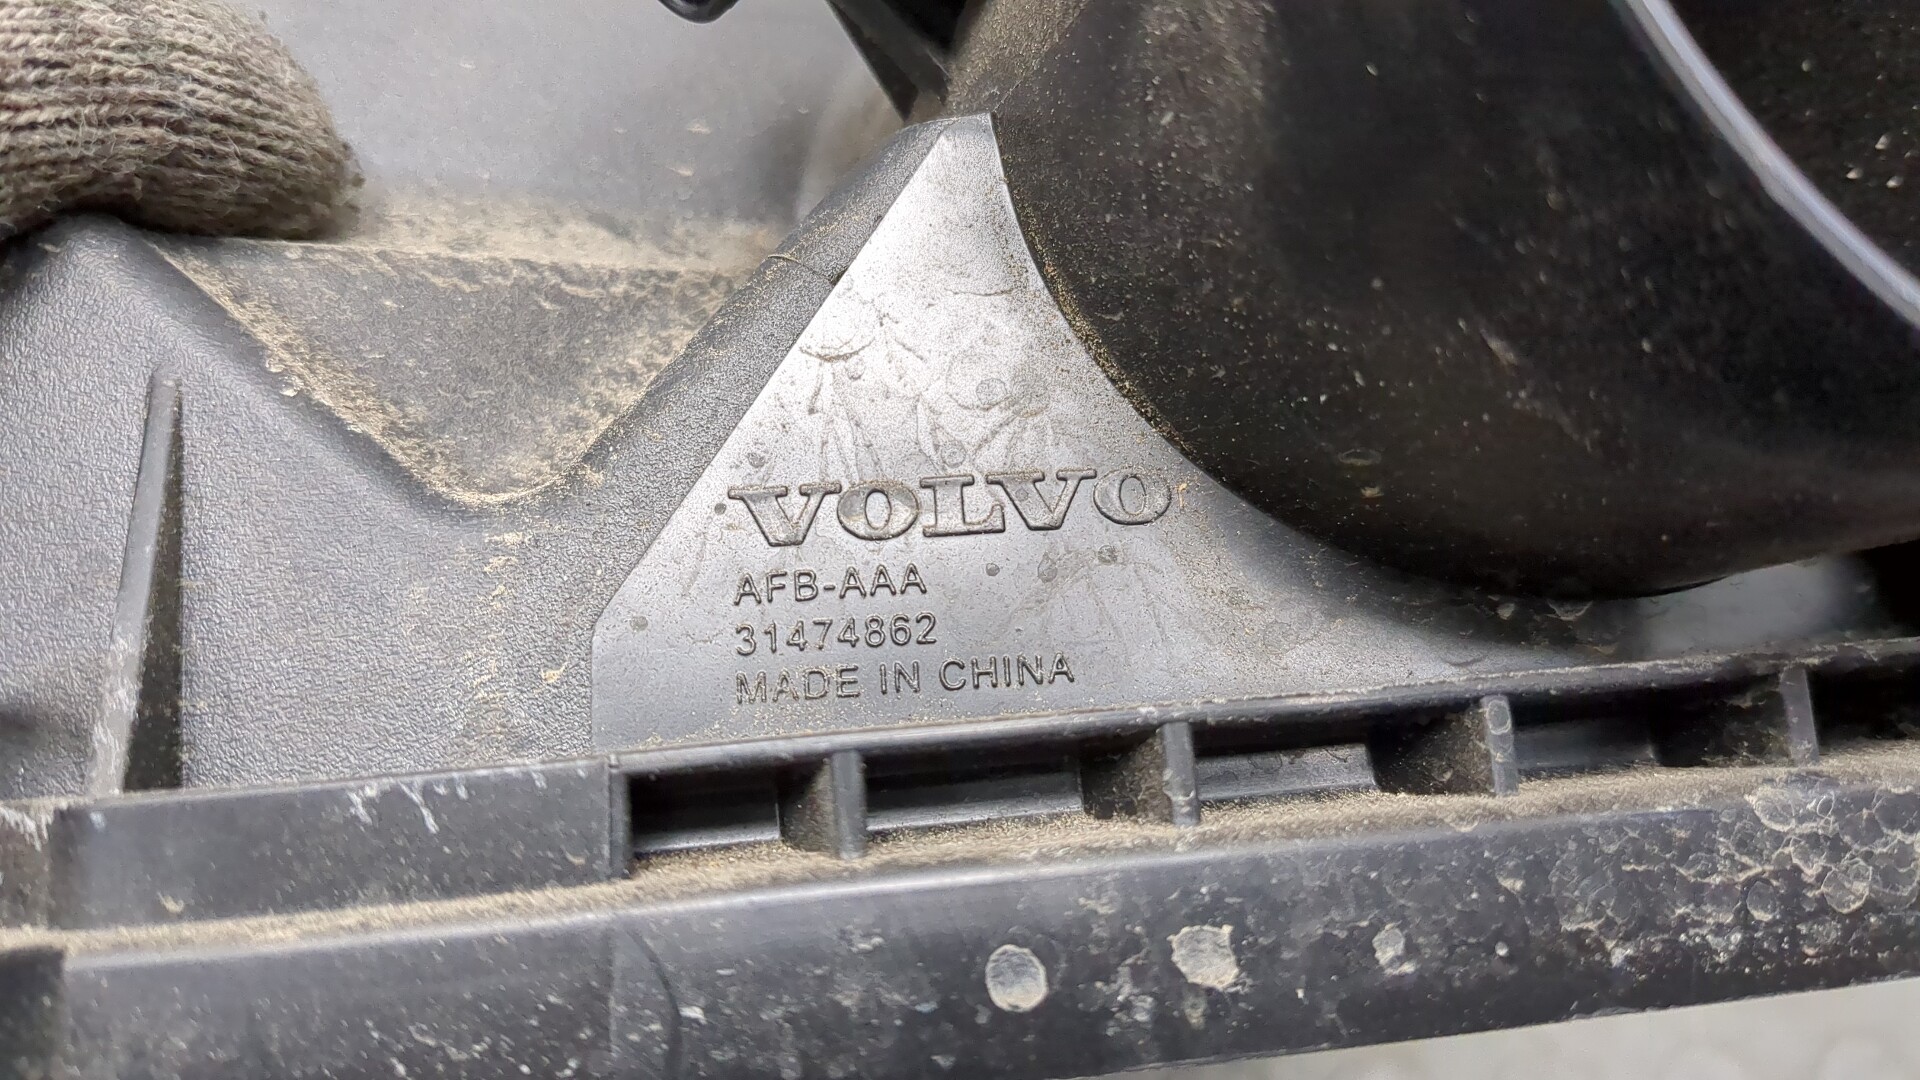 VOLVO
AFB-AAA
31474862
MADE IN CHINA